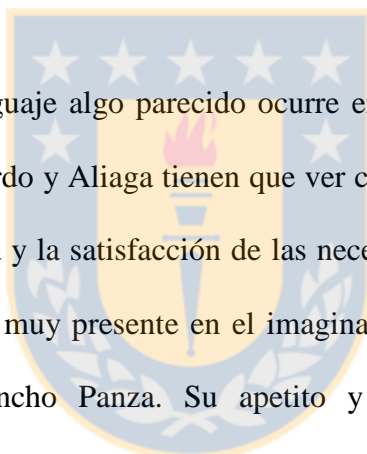 guaje algo parecido ocurre e
rdo y Aliaga tienen que ver c
y la satisfacción de las nece
muy presente en el imagina
ncho Panza. Su apetito y